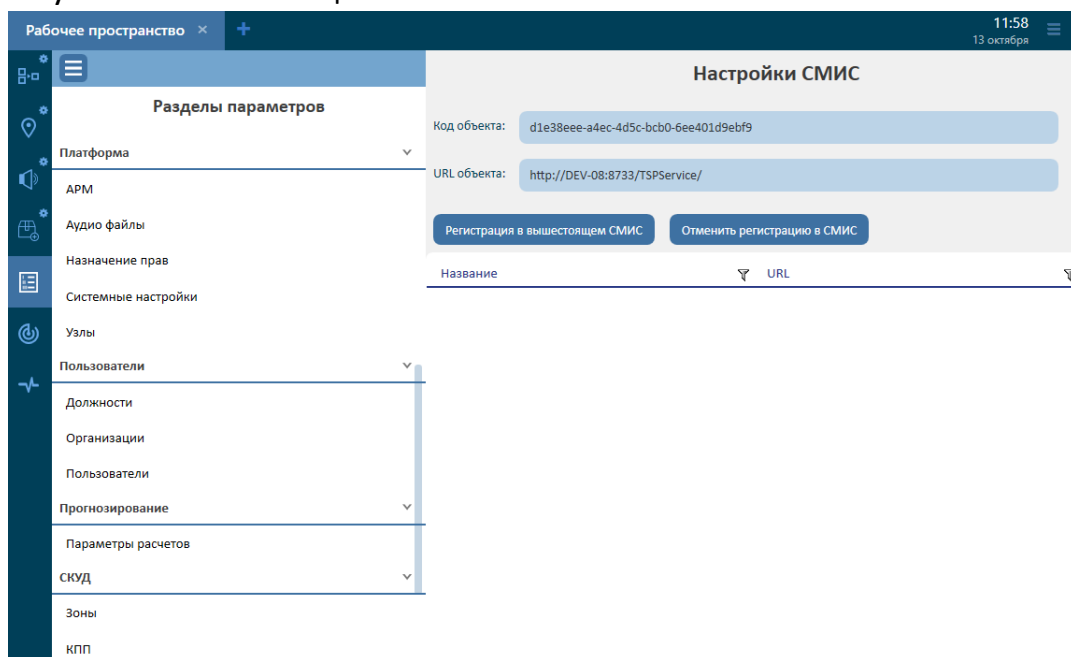 Рабочее пространство × +
11:58
13 октября
Разделы параметров
Платформа
АРМ
Аудио файлы
Назначение прав
Системные настройки
Узлы
Пользователи
Должности
Организации
Пользователи
Прогнозирование
Параметры расчетов
СКУД
Зоны
КПП
Настройки СМИС
Код объекта: d1e38eee-a4ec-4d5c-bcb0-6ee401d9ebf9
URL объекта: http://DEV-08:8733/TSPService/
Регистрация в вышестоящем СМИС Отменить регистрацию в СМИС
Название URL